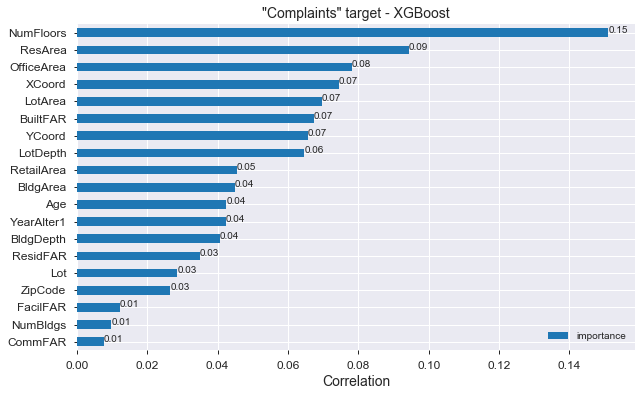 "Complaints" target - XGBoost
NumFloors 0.15
ResArea 0.09
OfficeArea 0.08
XCoord 0.07
LotArea 0.07
BuiltFAR 0.07
YCoord 0.07
LotDepth 0.06
RetailArea 0.05
BldgArea 0.04
Age 0.04
YearAlter1 0.04
BldgDepth 0.04
ResidFAR 0.03
Lot 0.03
ZipCode 0.03
FacilFAR 0.01
NumBldgs 0.01
CommFAR 0.01
importance
0.00 0.02 0.04 0.06 0.08 0.10 0.12 0.14
Correlation